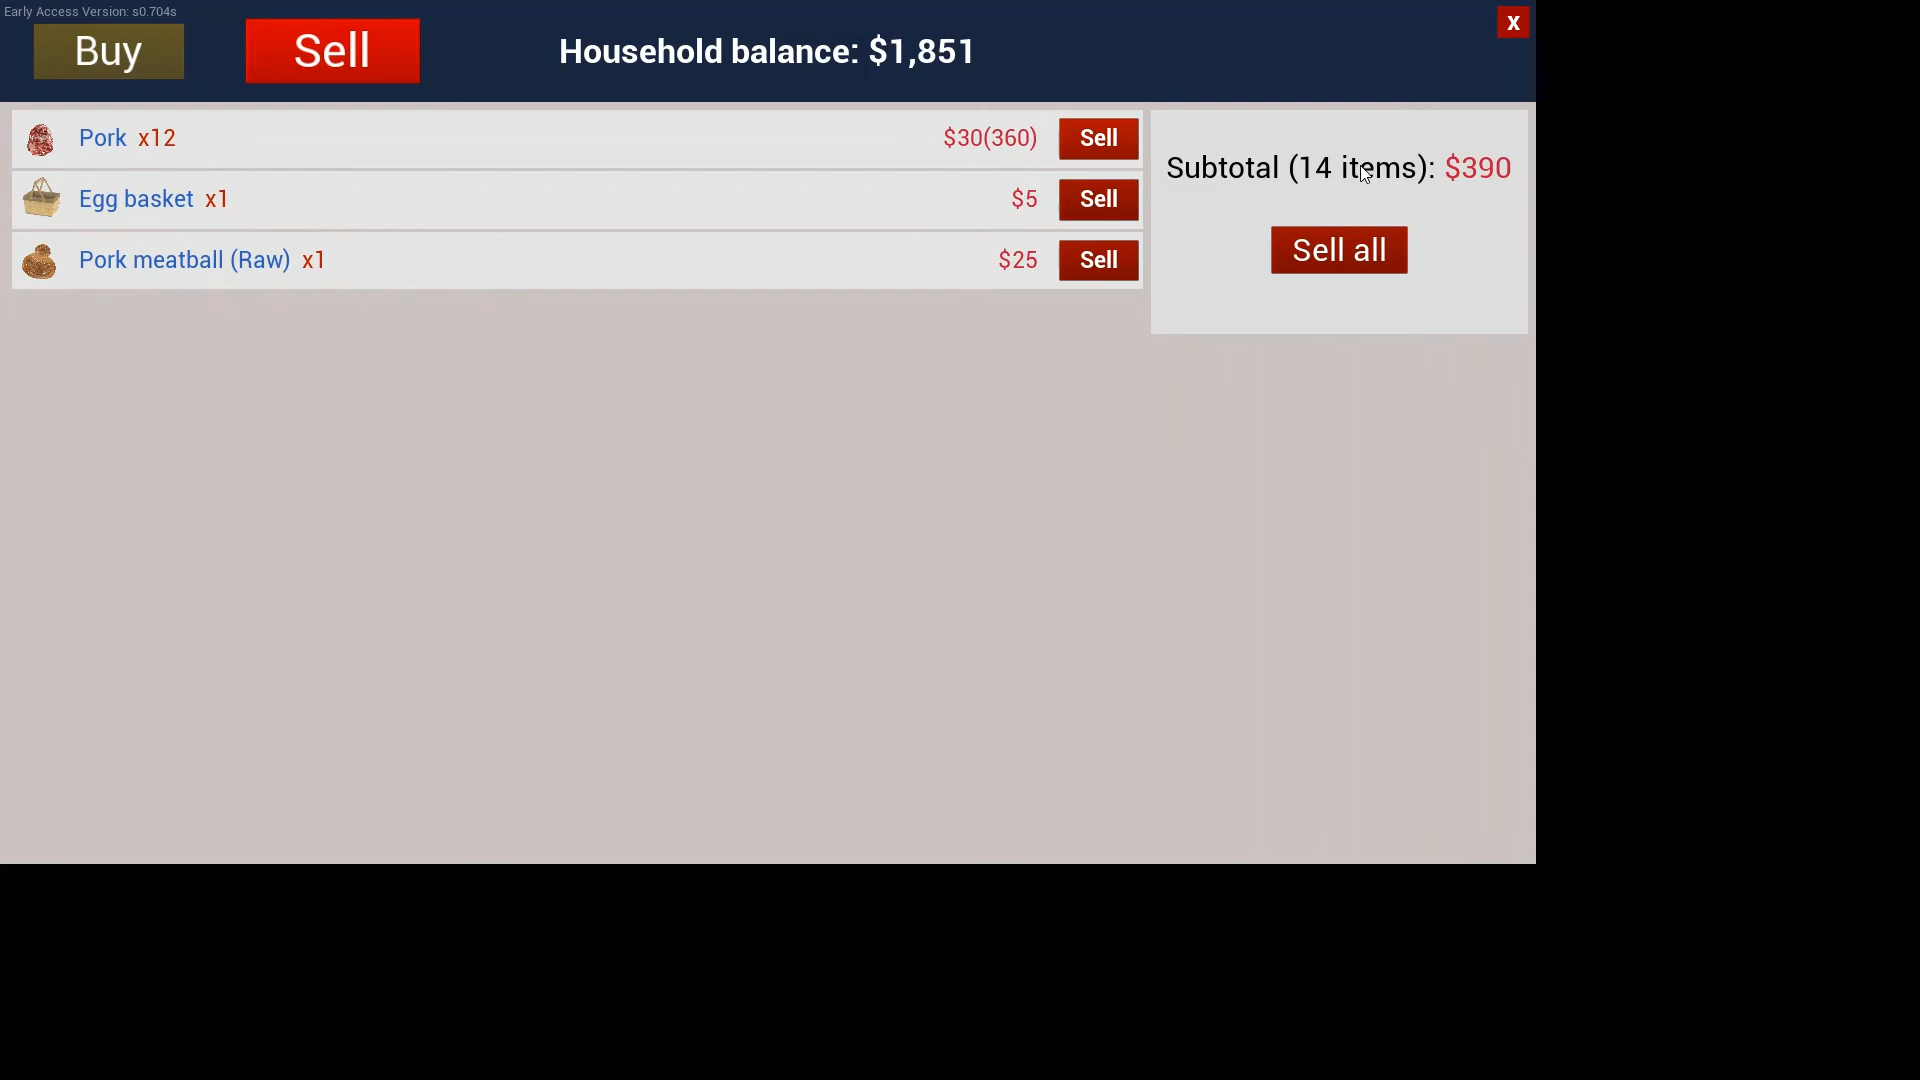 Early Access Version: s0.704s
Buy
Sell
Household balance: $1,851
X
Pork x12 $30(360) Sell
Egg basket x1 $5 Sell
Pork meatball (Raw) x1 $25 Sell
Subtotal (14 items): $390
Sell all